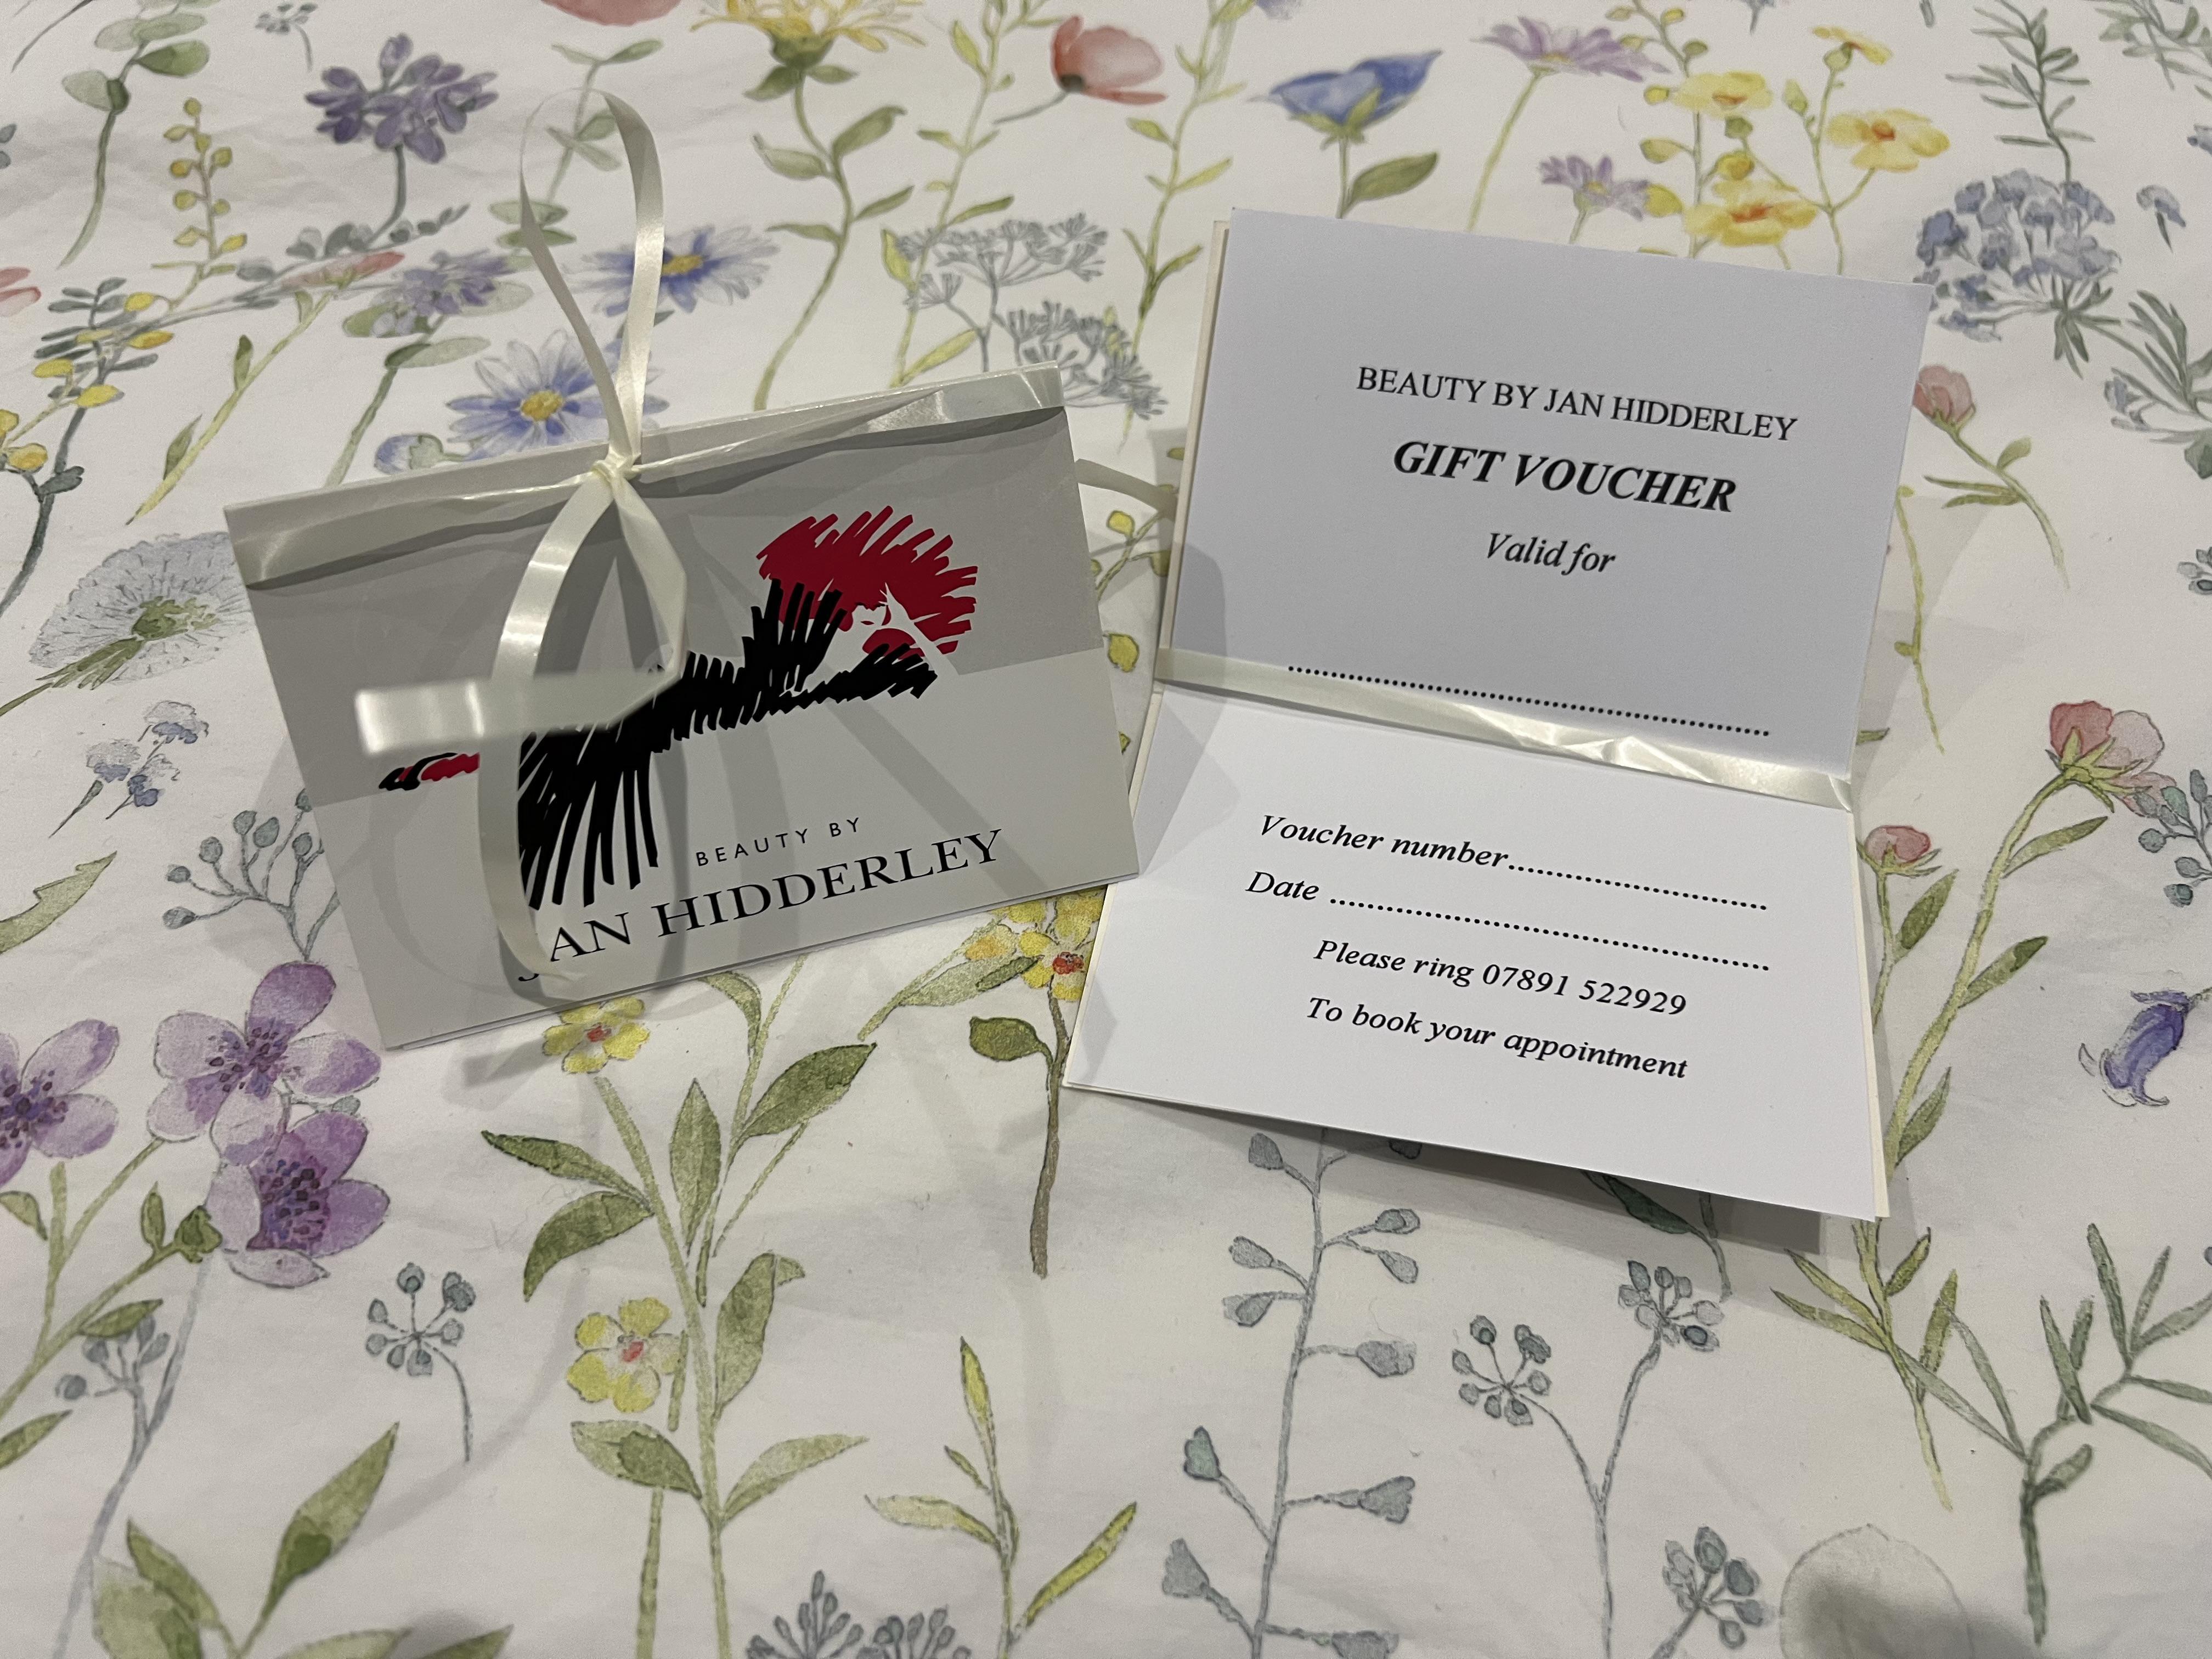 BEAUTY BY
JAN HIDDERLEY
BEAUTY BY JAN HIDDERLEY
GIFT VOUCHER
Valid for
........................................
Voucher number........................
Date ........................................
Please ring 07891 522929
To book your appointment